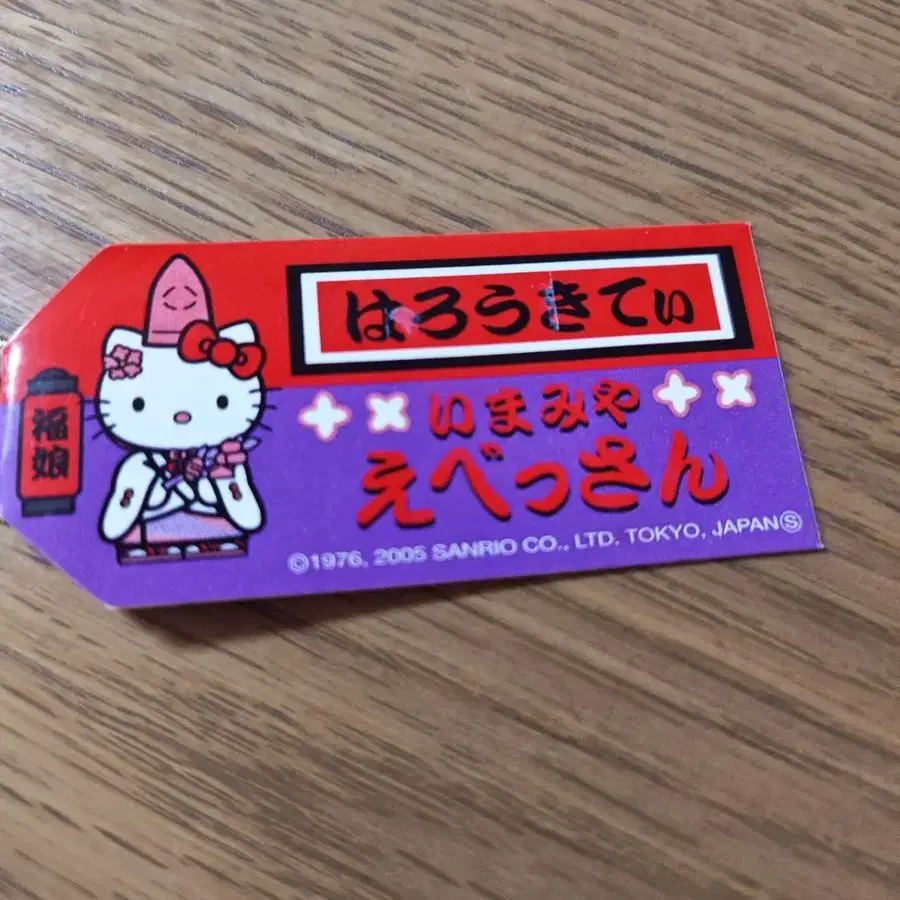 はろうきてぃ
福娘
いまみや
えべっさん
©1976, 2005 SANRIO CO., LTD. TOKYO, JAPAN Ⓢ